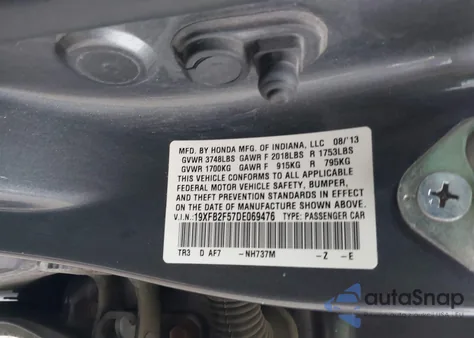 MFD. BY HONDA MFG. OF INDIANA, LLC 08/'13
GVWR 3748LBS GAWR F 2018LBS R 1753LBS
GVWR 1700KG GAWR F 915KG R 795KG
THIS VEHICLE CONFORMS TO ALL APPLICABLE
FEDERAL MOTOR VEHICLE SAFETY, BUMPER,
AND THEFT PREVENTION STANDARDS IN EFFECT
ON THE DATE OF MANUFACTURE SHOWN ABOVE.
V.I.N.: 19XFB2F57DE069476 TYPE: PASSENGER CAR
TR3 D AF7 -NH737M -Z -E
autoSnap